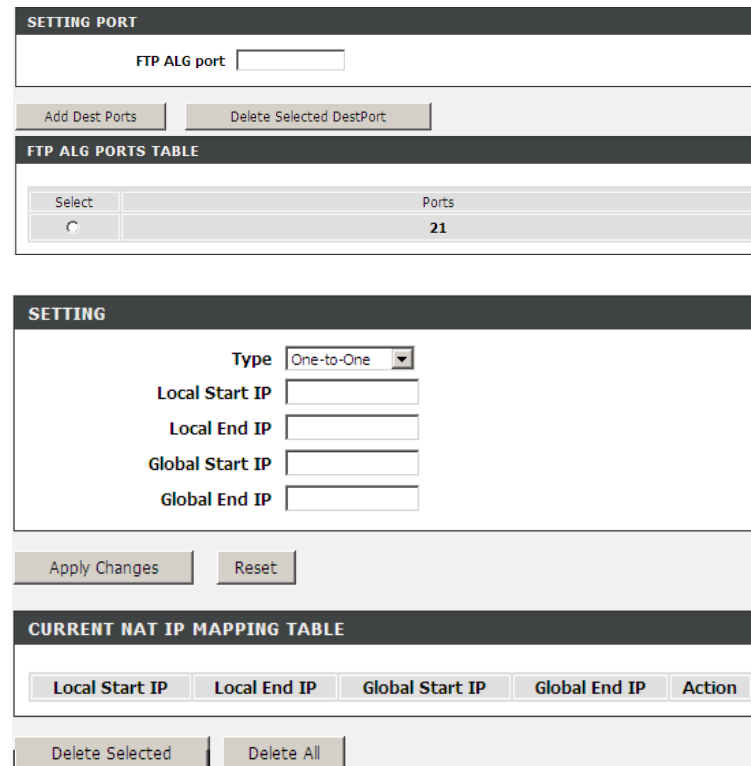 SETTING PORT
FTP ALG port
Add Dest Ports Delete Selected DestPort
FTP ALG PORTS TABLE
Select Ports
21
SETTING
Type One-to-One
Local Start IP
Local End IP
Global Start IP
Global End IP
Apply Changes Reset
CURRENT NAT IP MAPPING TABLE
Local Start IP Local End IP Global Start IP Global End IP Action
Delete Selected Delete All